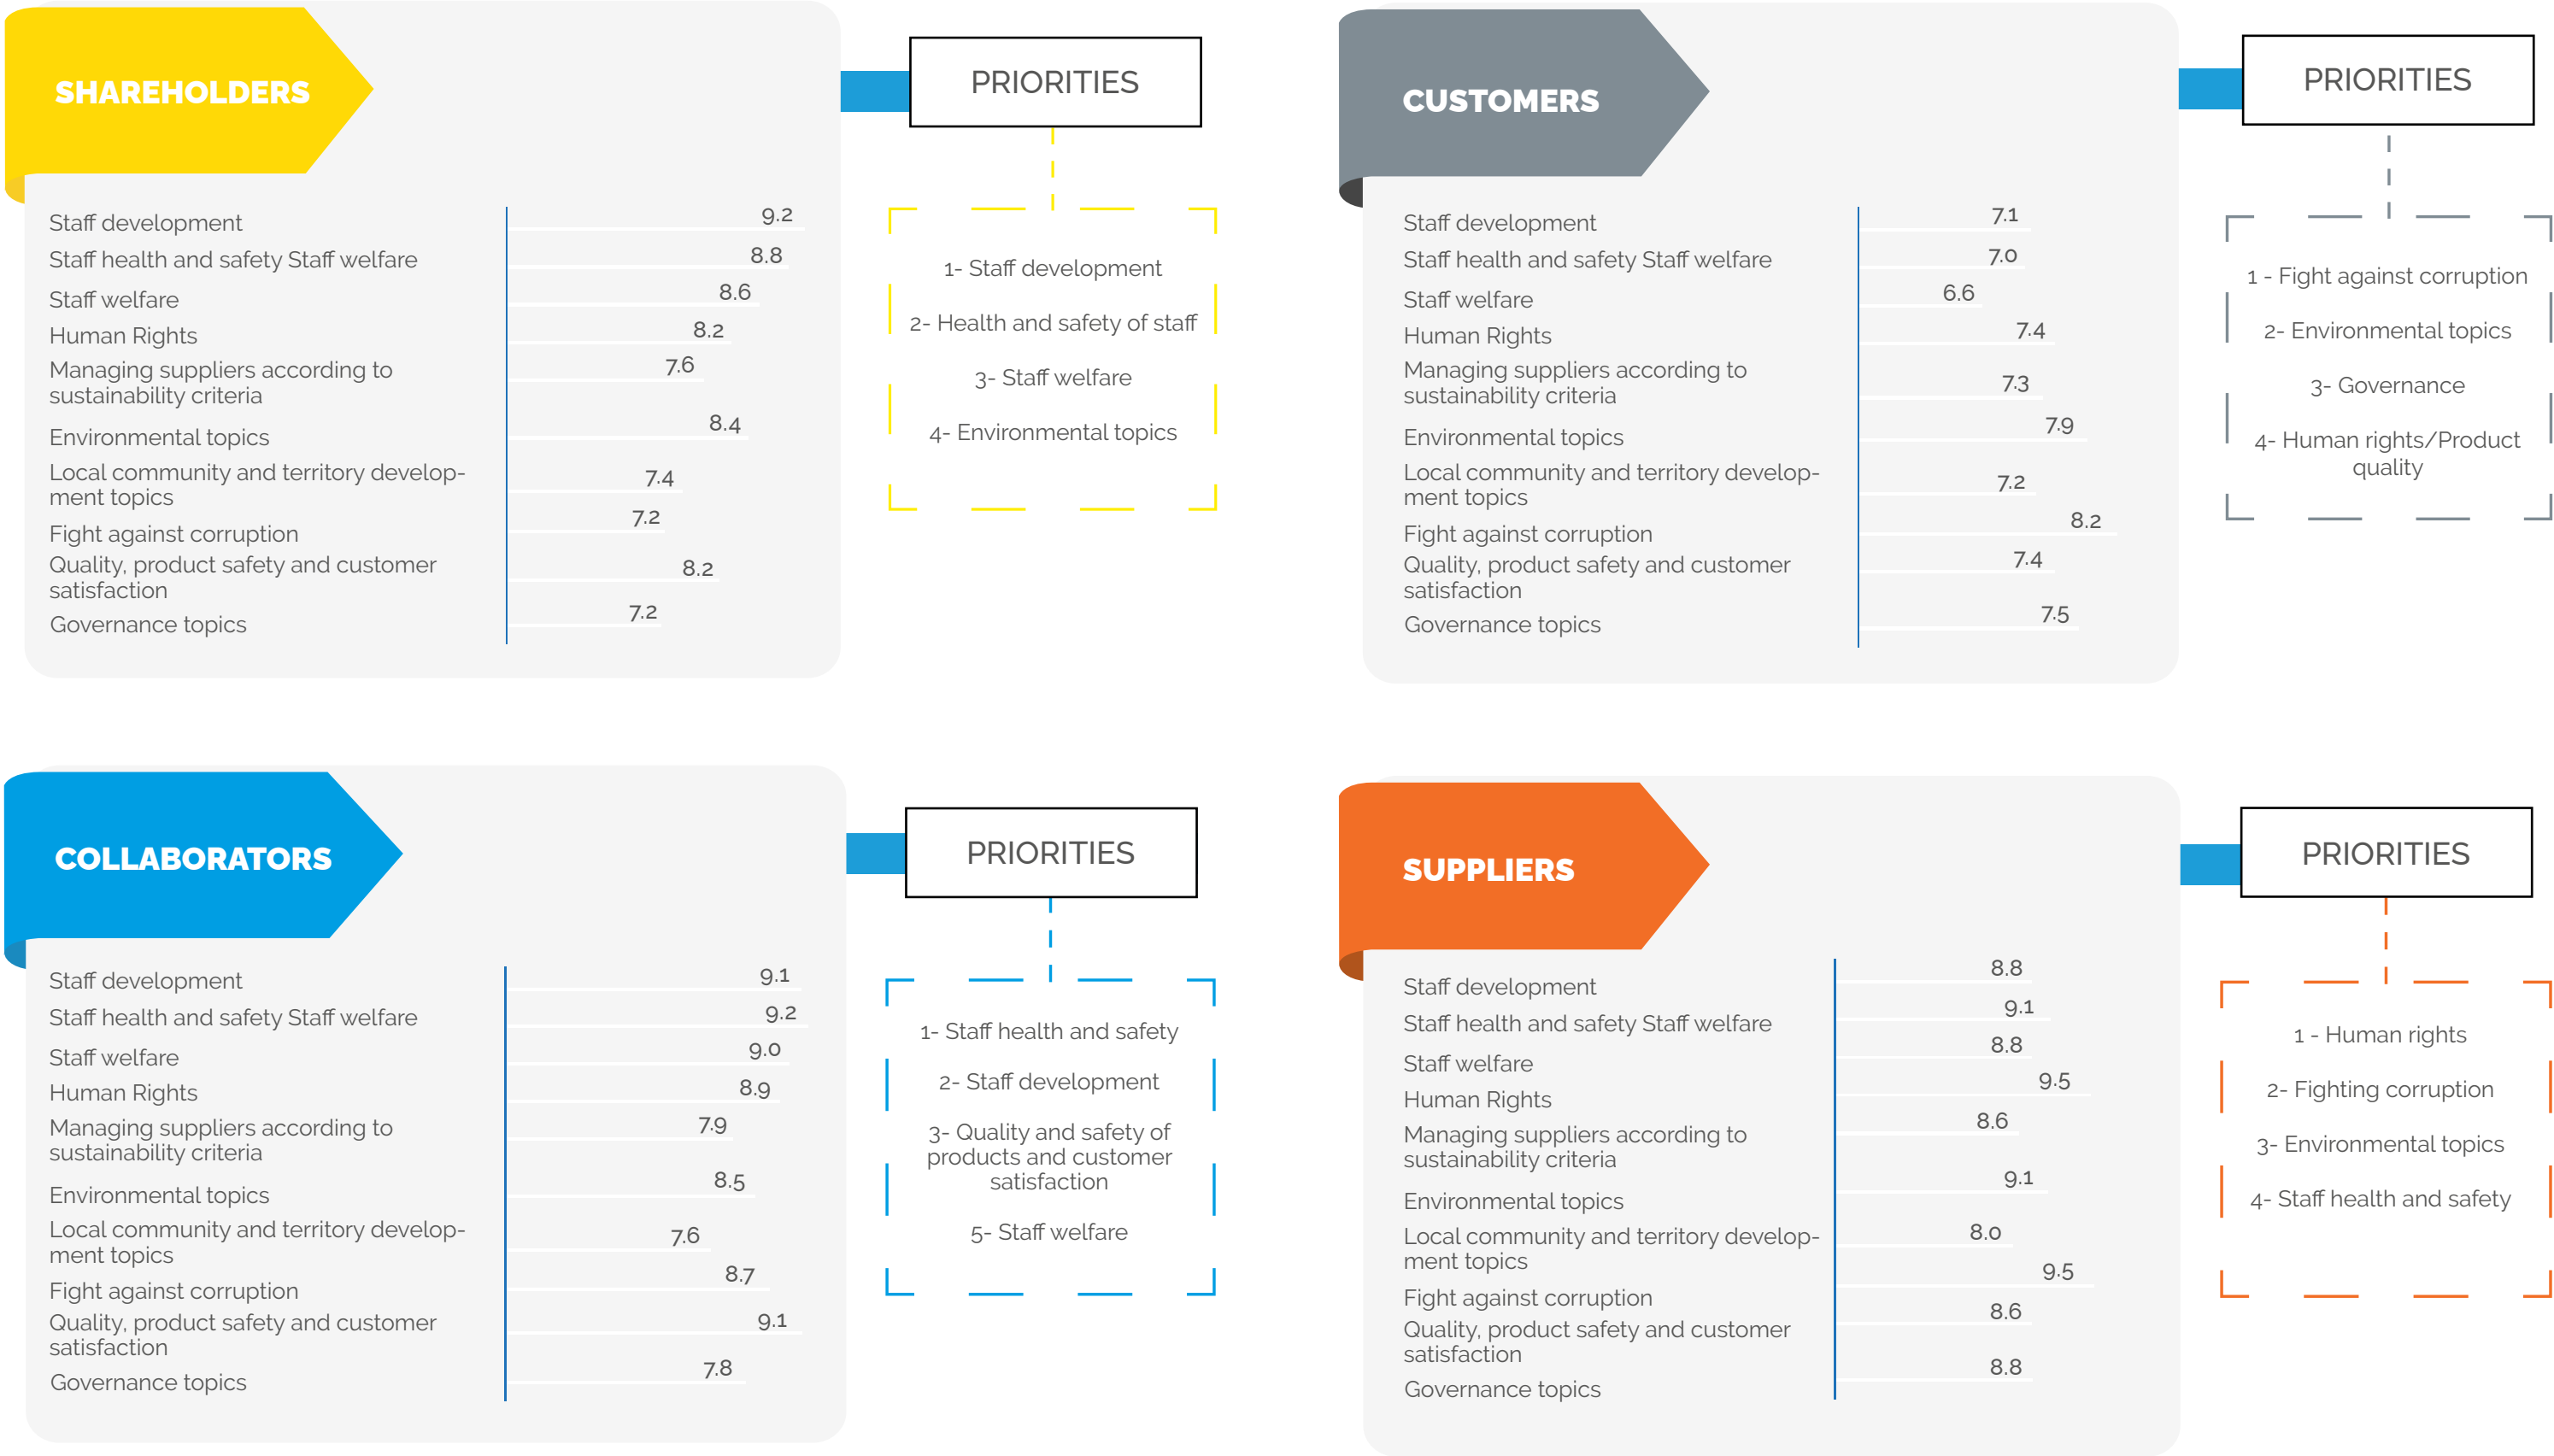 SHAREHOLDERS
Staff development
9.2
Staff health and safety Staff welfare
8.8
Staff welfare
8.6
Human Rights
8.2
Managing suppliers according to
sustainability criteria
7.6
Environmental topics
8.4
Local community and territory develop-
ment topics
7.4
Fight against corruption
7.2
Quality, product safety and customer
satisfaction
8.2
Governance topics
7.2
PRIORITIES
1- Staff development
2- Health and safety of staff
3- Staff welfare
4- Environmental topics
CUSTOMERS
Staff development
7.1
Staff health and safety Staff welfare
7.0
Staff welfare
6.6
Human Rights
7.4
Managing suppliers according to
sustainability criteria
7.3
Environmental topics
7.9
Local community and territory develop-
ment topics
7.2
Fight against corruption
8.2
Quality, product safety and customer
satisfaction
7.4
Governance topics
7.5
PRIORITIES
1 - Fight against corruption
2- Environmental topics
3- Governance
4- Human rights/Product
quality
COLLABORATORS
Staff development
9.1
Staff health and safety Staff welfare
9.2
Staff welfare
9.0
Human Rights
8.9
Managing suppliers according to
sustainability criteria
7.9
Environmental topics
8.5
Local community and territory develop-
ment topics
7.6
Fight against corruption
8.7
Quality, product safety and customer
satisfaction
9.1
Governance topics
7.8
PRIORITIES
1- Staff health and safety
2- Staff development
3- Quality and safety of
products and customer
satisfaction
5- Staff welfare
SUPPLIERS
Staff development
8.8
Staff health and safety Staff welfare
9.1
Staff welfare
8.8
Human Rights
9.5
Managing suppliers according to
sustainability criteria
8.6
Environmental topics
9.1
Local community and territory develop-
ment topics
8.0
Fight against corruption
9.5
Quality, product safety and customer
satisfaction
8.6
Governance topics
8.8
PRIORITIES
1 - Human rights
2- Fighting corruption
3- Environmental topics
4- Staff health and safety